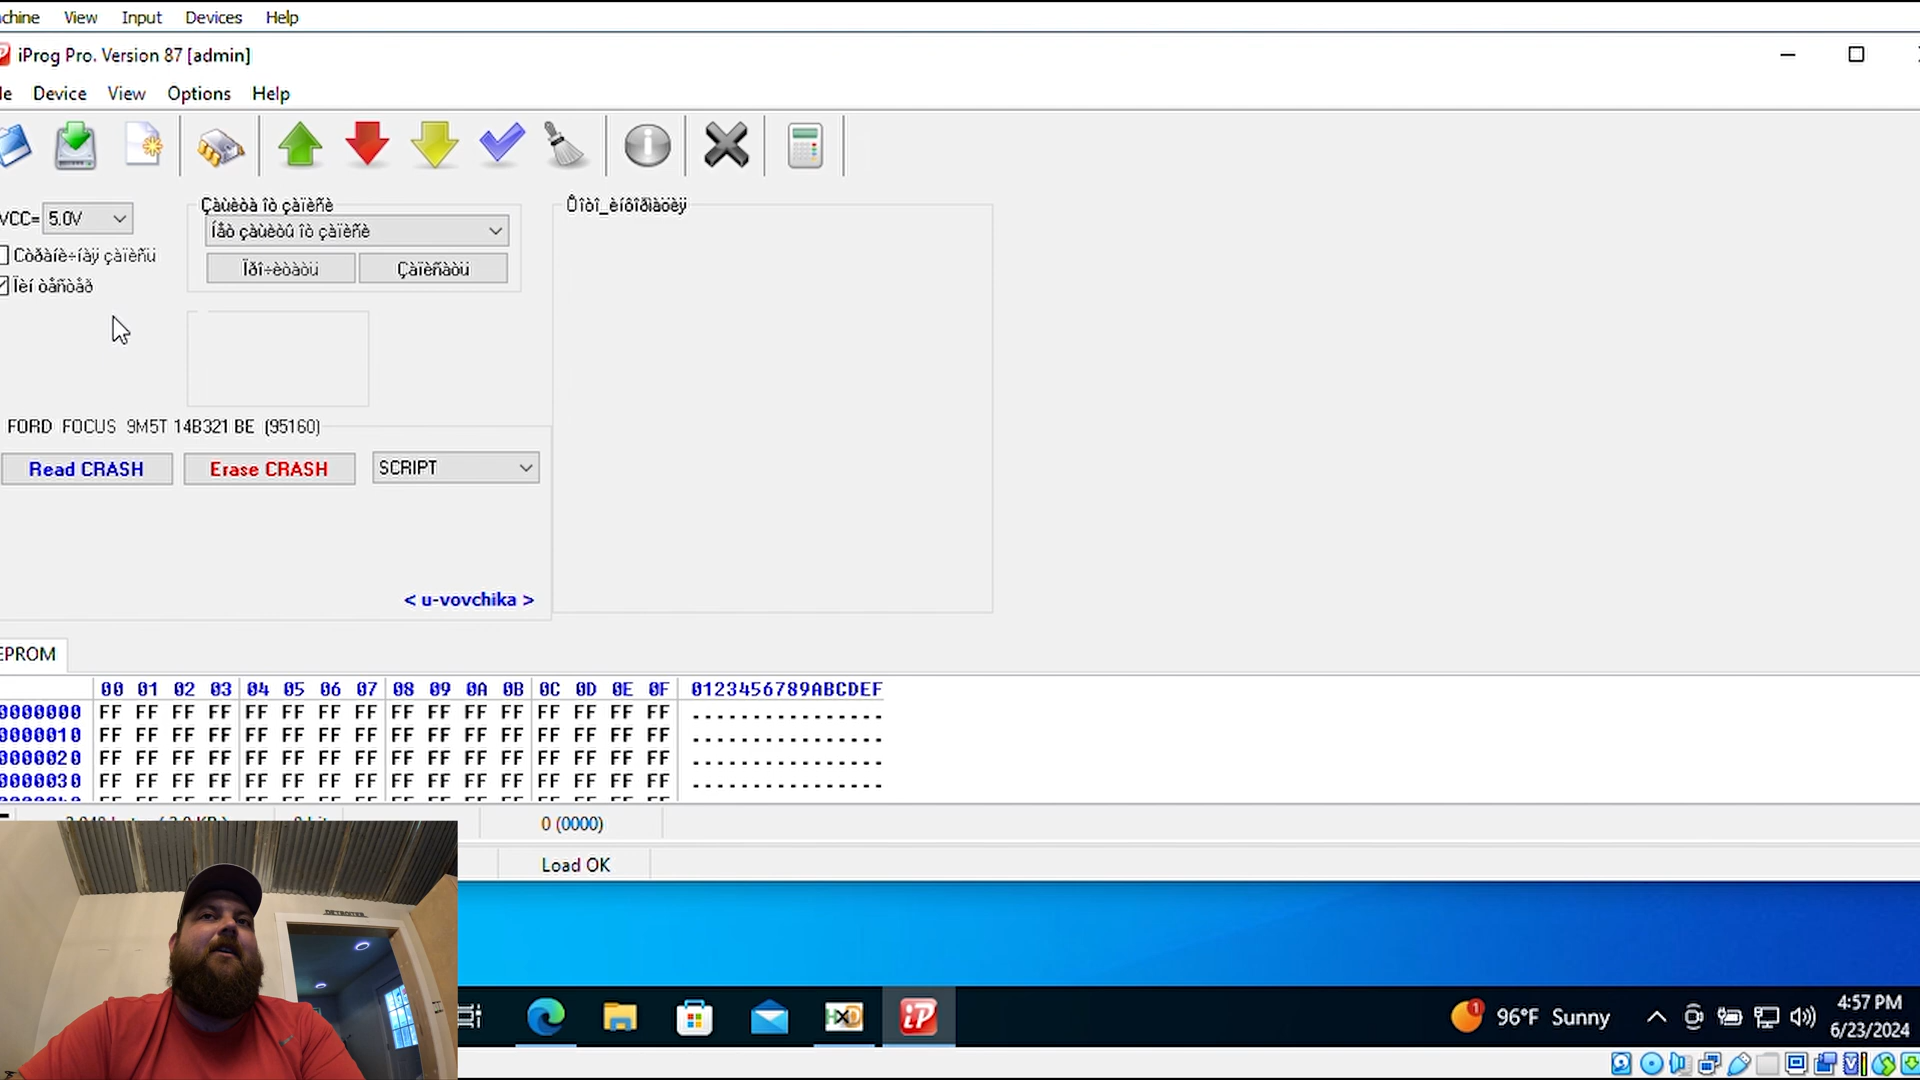 chine View Input Devices Help
iProg Pro. Version 87 [admin]
le Device View Options Help
VCC= 5.0V
Çàùèòà îò çàïèñè
Ôîòî_èíôîðìàöèÿ
Íåò çàùèòû îò çàïèñè
Ñòðàíè÷íàÿ çàïèñü
Ïðî÷èòàòü Çàïèñàòü
Ïèí òåñòåð
FORD FOCUS 9M5T 14B321 BE (95160)
Read CRASH Erase CRASH SCRIPT
< u-vovchika >
EPROM
00 01 02 03 04 05 06 07 08 09 0A 0B 0C 0D 0E 0F 0123456789ABCDEF
0000000 FF FF FF FF FF FF FF FF FF FF FF FF FF FF FF FF ................
0000010 FF FF FF FF FF FF FF FF FF FF FF FF FF FF FF FF ................
0000020 FF FF FF FF FF FF FF FF FF FF FF FF FF FF FF FF ................
0000030 FF FF FF FF FF FF FF FF FF FF FF FF FF FF FF FF ................
0 (0000)
Load OK
DETROITER
HXD
iP
1
96°F Sunny
4:57 PM
6/23/2024